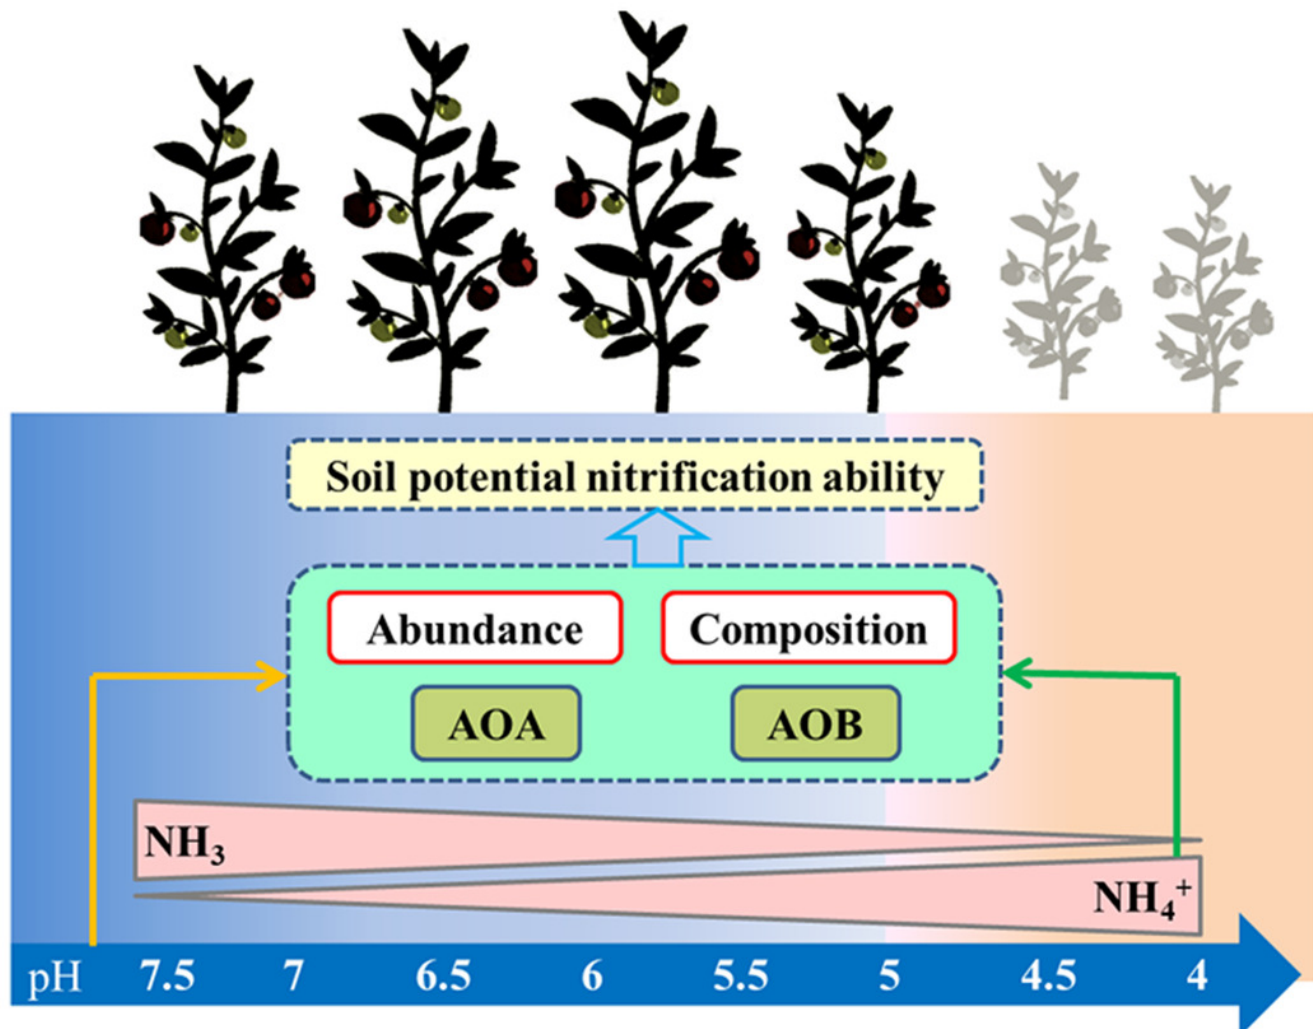 Soil potential nitrification ability
Abundance
Composition
AOA
AOB
NH₃
NH₄⁺
pH 7.5 7 6.5 6 5.5 5 4.5 4